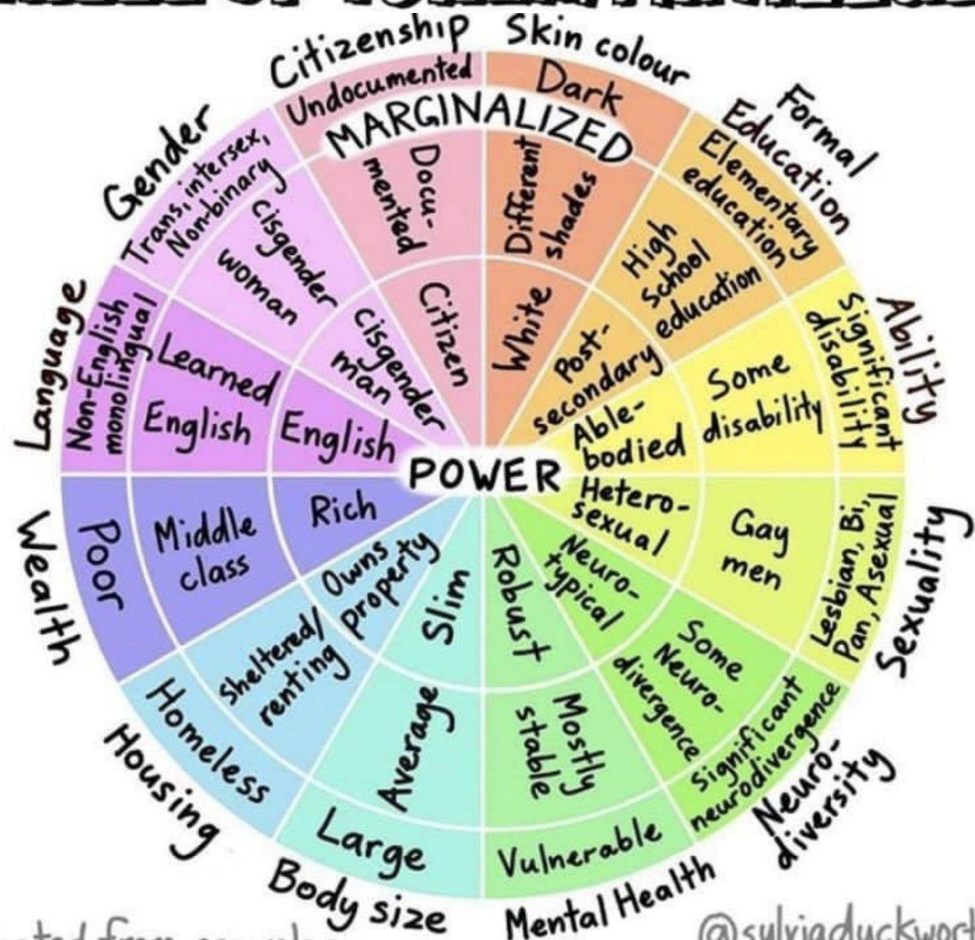 Citizenship
Undocumented
Docu-
mented
Citizen
Skin colour
Dark
Different
shades
White
Formal
Education
Elementary
education
High
school
education
Post-
secondary
Ability
Significant
disability
Some
disability
Able-
bodied
Sexuality
Lesbian, Bi,
Pan, Asexual
Gay
men
Hetero-
sexual
Neuro-
diversity
Significant
neurodivergence
Some
Neuro-
divergence
Neuro-
typical
Mental Health
Vulnerable
Mostly
stable
Robust
Body size
Large
Average
Slim
Housing
Homeless
Sheltered/
renting
Owns
property
Wealth
Poor
Middle
class
Rich
Language
Non-English
monolingual
Learned
English
English
Gender
Trans, intersex,
Non-binary
cisgender
woman
cisgender
man
MARGINALIZED
POWER
@sylviaduckwort